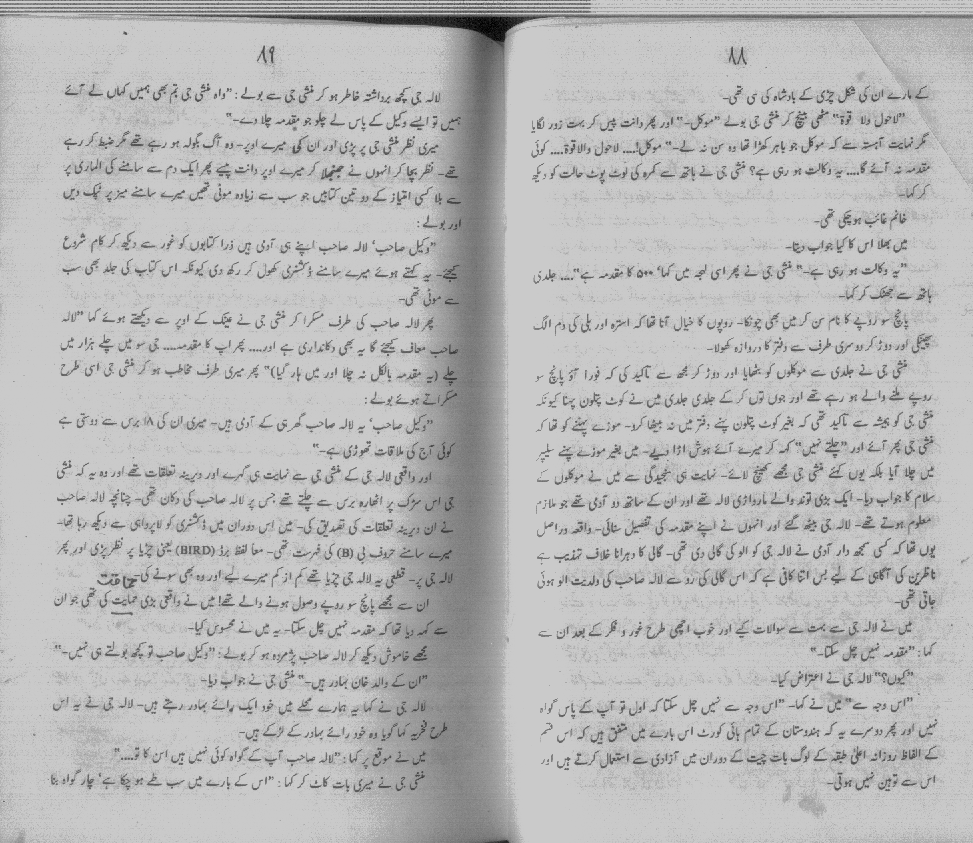 ۸۸
کے مارے ان کی شکل چڑی کے بادشاہ کی سی تھی۔
"لاحول ولا قوۃ" مٹھی بھینچ کر منشی جی بولے "موکل۔" اور پھر دانت پیس کر بہت زور لگایا
مگر نہایت آہستہ سے کہ موکل جو باہر کھڑا تھا وہ سن نہ لے۔ "موکل!.... لاحول ولاقوۃ.... کوئی
مقدمہ نہ آئے گا.... یہ وکالت ہو رہی ہے؟ منشی جی نے ہاتھ سے کمرہ کی لوٹ پوٹ حالت کو دیکھ
کر کہا۔
خانم غائب ہوچکی تھی۔
میں بھلا اس کا کیا جواب دیتا۔
"یہ وکالت ہو رہی ہے۔" منشی جی نے پھر اسی لہجہ میں کہا، ۵۰۰ کا مقدمہ ہے".... جلدی
ہاتھ سے جھٹک کر کہا۔
پانچ سو روپے کا نام سن کر میں بھی چونکا۔ روپوں کا خیال آنا تھا کہ استرہ اور بلی کی دم الگ
پھینکی اور دوڑ کر دوسری طرف سے دفتر کا دروازہ کھولا۔
منشی جی نے جلدی سے موکلوں کو بٹھایا اور دوڑ کر مجھ سے تاکید کی کہ فورا آؤ پانچ سو
روپے ملنے والے ہو رہے تھے اور جوں توں کر کے جلدی جلدی میں نے کوٹ پتلون پہنا کیونکہ
منشی جی کو ہمیشہ سے تاکید تھی کہ بغیر کوٹ پتلون پہنے دفتر میں نہ بیٹھا کرو۔ موزے پہننے کو تھا کہ
منشی جی پھر آئے اور "چلتے نہیں" کہہ کر میرے آئے ہوش اڑا دیے۔ میں بغیر موزے پہنے سلیپر
میں چلا آیا بلکہ یوں کہئے منشی جی مجھے کھینچ لائے۔ نہایت ہی سنجیدگی سے میں نے موکلوں کے
سلام کا جواب دیا۔ ایک بڑی توند والے مارواڑی لالہ تھے اور ان کے ساتھ دو آدمی تھے جو ملازم
معلوم ہوتے تھے۔ لالہ جی بیٹھ گئے اور انہوں نے اپنے مقدمہ کی تفصیل سنائی۔ واقعہ دراصل
یوں تھا کہ کسی سمجھ دار آدمی نے لالہ جی کو الو کی گالی دی تھی۔ گالی کا دوہرانا خلاف تہذیب ہے
ناظرین کی آگاہی کے لیے بس اتنا کافی ہے کہ اس گالی کی رو سے لالہ صاحب کی ولدیت الو ہوئی
جاتی تھی۔
میں نے لالہ جی سے بہت سے سوالات کیے اور خوب اچھی طرح غور و فکر کے بعد ان سے
کہا: "مقدمہ نہیں چل سکتا۔"
"کیوں؟" لالہ جی نے اعتراض کیا۔
"اس وجہ سے" میں نے کہا۔ "اس وجہ سے نہیں چل سکتا کہ اول تو آپ کے پاس گواہ
نہیں اور پھر دوسرے یہ کہ ہندوستان کے تمام ہائی کورٹ اس بارے میں متفق ہیں کہ اس قسم
کے الفاظ روزانہ اعلیٰ طبقہ کے لوگ بات چیت کے دوران میں آزادی سے استعمال کرتے ہیں اور
اس سے توہین نہیں ہوتی۔
۸۹
لالہ جی کچھ برداشتہ خاطر ہو کر منشی جی سے بولے: "واہ منشی جی تم بھی ہمیں کہاں لے آئے
ہمیں تو ایسے وکیل کے پاس لے چلو جو مقدمہ چلا دے۔"
میری نظر منشی جی پر پڑی اور ان کی میرے اوپر۔ وہ آگ بگولہ ہو رہے تھے مگر ضبط کر رہے
تھے۔ نظر بچا کر انہوں نے جھنجھلا کر میرے اوپر دانت پیسے پھر ایک دم سے سامنے کی الماری پر
سے بلا کسی امتیاز کے دو تین کتابیں جو سب سے زیادہ موٹی تھیں میرے سامنے میز پر ٹیک دیں
اور بولے:
"وکیل صاحب، لالہ صاحب اپنے ہی آدمی ہیں ذرا کتابوں کو غور سے دیکھ کر کام شروع
کیجئے۔ یہ کہتے ہوئے میرے سامنے ڈکشنری کھول کر رکھ دی کیونکہ اس کتاب کی جلد بھی سب
سے موٹی تھی۔
پھر لالہ صاحب کی طرف مسکرا کر منشی جی نے عینک کے اوپر سے دیکھتے ہوئے کہا "لالہ
صاحب معاف کیجئے گا یہ بھی دکانداری ہے اور.... پھر اپ کا مقدمہ.... جی سو میں چلے ہزار میں
چلے (یہ مقدمہ بالکل نہ چلا اور میں ہار گیا)" پھر میری طرف مخاطب ہو کر منشی جی اسی طرح
مسکراتے ہوئے بولے:
"وکیل صاحب، یہ لالہ صاحب گھر ہی کے آدمی ہیں۔ میری ان کی ۱۸ برس سے دوستی ہے
کوئی آج کی ملاقات تھوڑی ہے۔"
اور واقعی لالہ جی کے منشی جی سے نہایت ہی گہرے اور دیرینہ تعلقات تھے اور وہ یہ کہ منشی
جی اس سڑک پر اٹھارہ برس سے چلتے تھے جس پر لالہ صاحب کی دکان تھی۔ چنانچہ لالہ صاحب
نے ان دیرینہ تعلقات کی تصدیق کی۔ میں اس دوران میں ڈکشنری کو لاپرواہی سے دیکھ رہا تھا۔
میرے سامنے حروف بی (B) کی فہرست تھی۔ معاً لفظ برڈ (BIRD) یعنی چڑیا پر نظر پڑی اور پھر
لالہ جی پر۔ قطعی یہ لالہ جی چڑیا تھے کم از کم میرے لیے اور وہ بھی سونے کی۔
حماقت
ان سے مجھے پانچ سو روپے وصول ہونے والے تھے! میں نے واقعی بڑی حمایت کی تھی جو ان
سے کہہ دیا تھا کہ مقدمہ نہیں چل سکتا۔ یہ میں نے محسوس کیا۔
مجھے خاموش دیکھ کر لالہ صاحب پژمردہ ہو کر بولے: "وکیل صاحب تو کچھ بولتے ہی نہیں۔"
"ان کے والد خان بہادر ہیں۔" منشی جی نے جواب دیا۔
لالہ جی نے کہا یہ ہمارے محلے میں خود ایک رائے بہادر رہتے ہیں۔ لالہ جی نے یہ اس
طرح فخریہ کہا گویا وہ خود رائے بہادر کے لڑکے ہیں۔
میں نے موقع پر کہا: "لالہ صاحب آپ کے گواہ کوئی نہیں ہیں اس کا تو...."
منشی جی نے میری بات کاٹ کر کہا: "اس کے بارے میں سب طے ہو چکا ہے، چار گواہ بنا